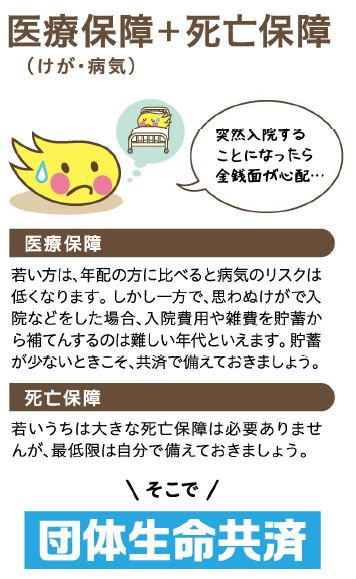 医療保障＋死亡保障
（けが・病気）
突然入院する
ことになったら
金銭面が心配…
医療保障
若い方は、年配の方に比べると病気のリスクは
低くなります。しかし一方で、思わぬけがで入
院などをした場合、入院費用や雑費を貯蓄か
ら補てんするのは難しい年代といえます。貯蓄
が少ないときこそ、共済で備えておきましょう。
死亡保障
若いうちは大きな死亡保障は必要ありませ
んが、最低限は自分で備えておきましょう。
\ そこで /
団体生命共済